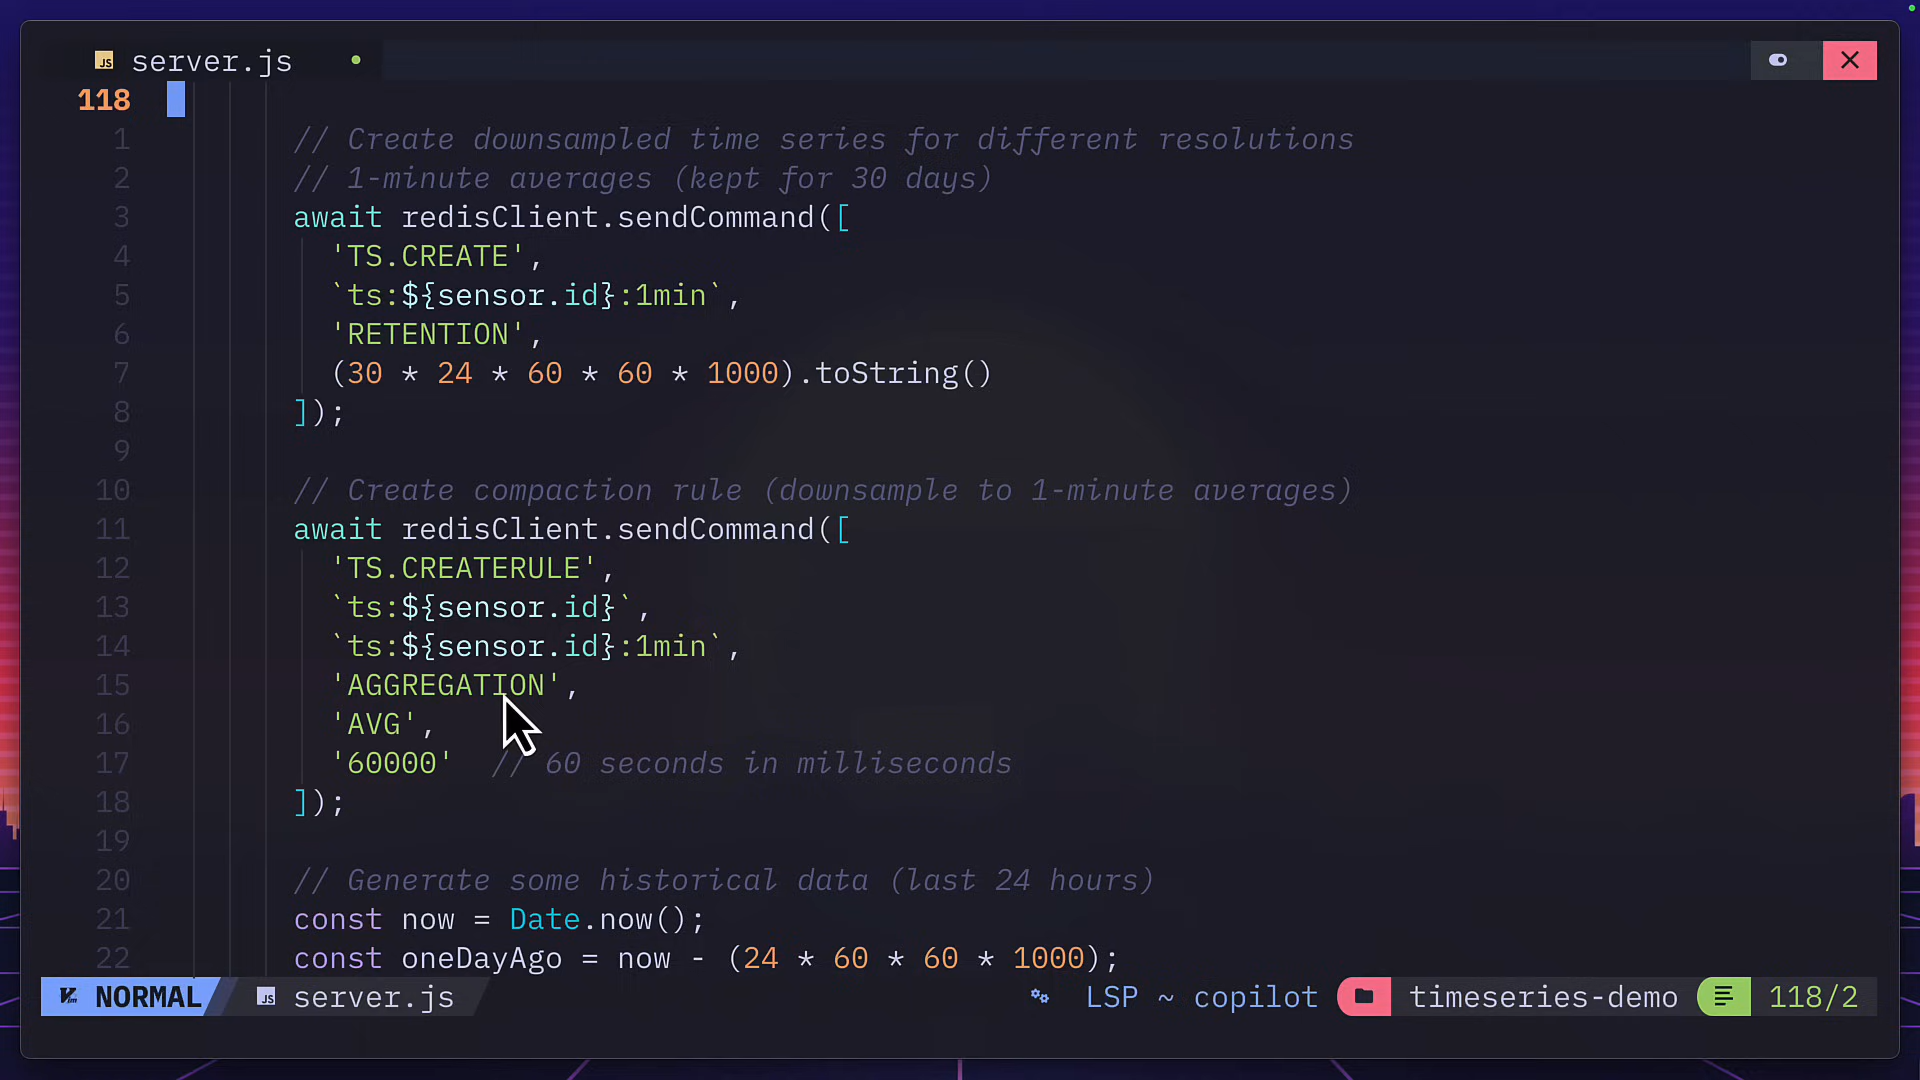 server.js
118
1 // Create downsampled time series for different resolutions
2 // 1-minute averages (kept for 30 days)
3 await redisClient.sendCommand([
4 'TS.CREATE',
5 `ts:${sensor.id}:1min`,
6 'RETENTION',
7 (30 * 24 * 60 * 60 * 1000).toString()
8 ]);
9
10 // Create compaction rule (downsample to 1-minute averages)
11 await redisClient.sendCommand([
12 'TS.CREATERULE',
13 `ts:${sensor.id}`,
14 `ts:${sensor.id}:1min`,
15 'AGGREGATION',
16 'AVG',
17 '60000' // 60 seconds in milliseconds
18 ]);
19
20 // Generate some historical data (last 24 hours)
21 const now = Date.now();
22 const oneDayAgo = now - (24 * 60 * 60 * 1000);
NORMAL JS server.js LSP ~ copilot timeseries-demo 118/2